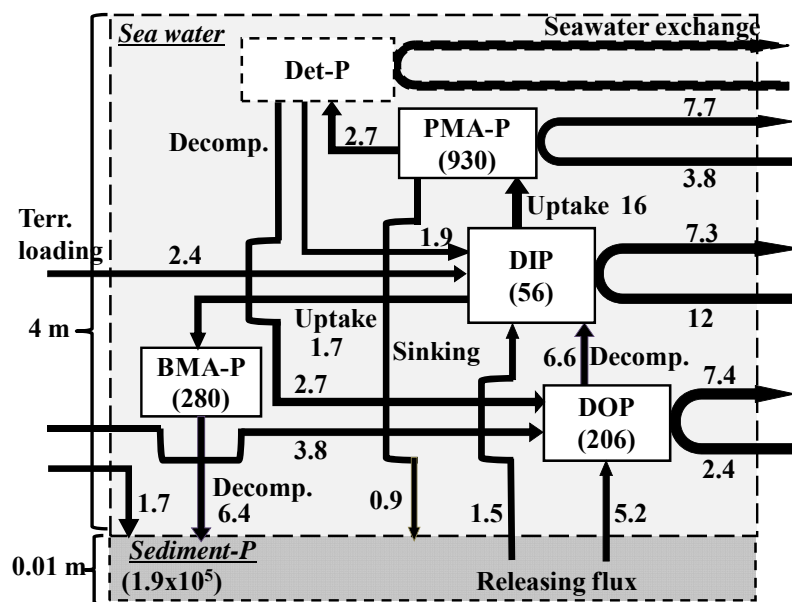 Sea water
Seawater exchange
Det-P
Decomp.
2.7
PMA-P
(930)
7.7
3.8
Uptake 16
Terr.
loading
2.4
1.9
DIP
(56)
7.3
12
4 m
Uptake
1.7
Sinking
6.6 Decomp.
BMA-P
(280)
2.7
DOP
(206)
7.4
2.4
3.8
1.7
Decomp.
6.4
0.9
1.5
5.2
0.01 m
Sediment-P
(1.9x10⁵)
Releasing flux